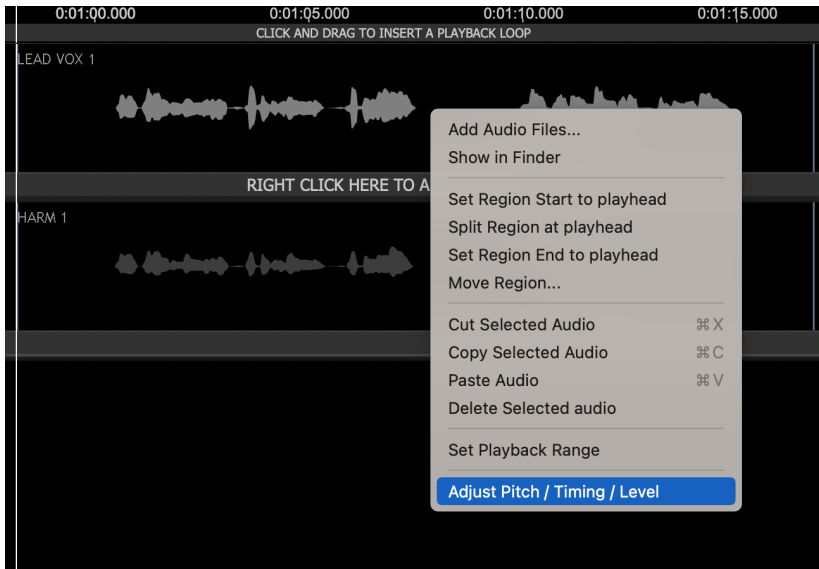 0:01:00.000 0:01:05.000 0:01:10.000 0:01:15.000
CLICK AND DRAG TO INSERT A PLAYBACK LOOP
LEAD VOX 1
Add Audio Files...
Show in Finder
RIGHT CLICK HERE TO A
Set Region Start to playhead
HARM 1
Split Region at playhead
Set Region End to playhead
Move Region...
Cut Selected Audio ⌘ X
Copy Selected Audio ⌘ C
Paste Audio ⌘ V
Delete Selected audio
Set Playback Range
Adjust Pitch / Timing / Level